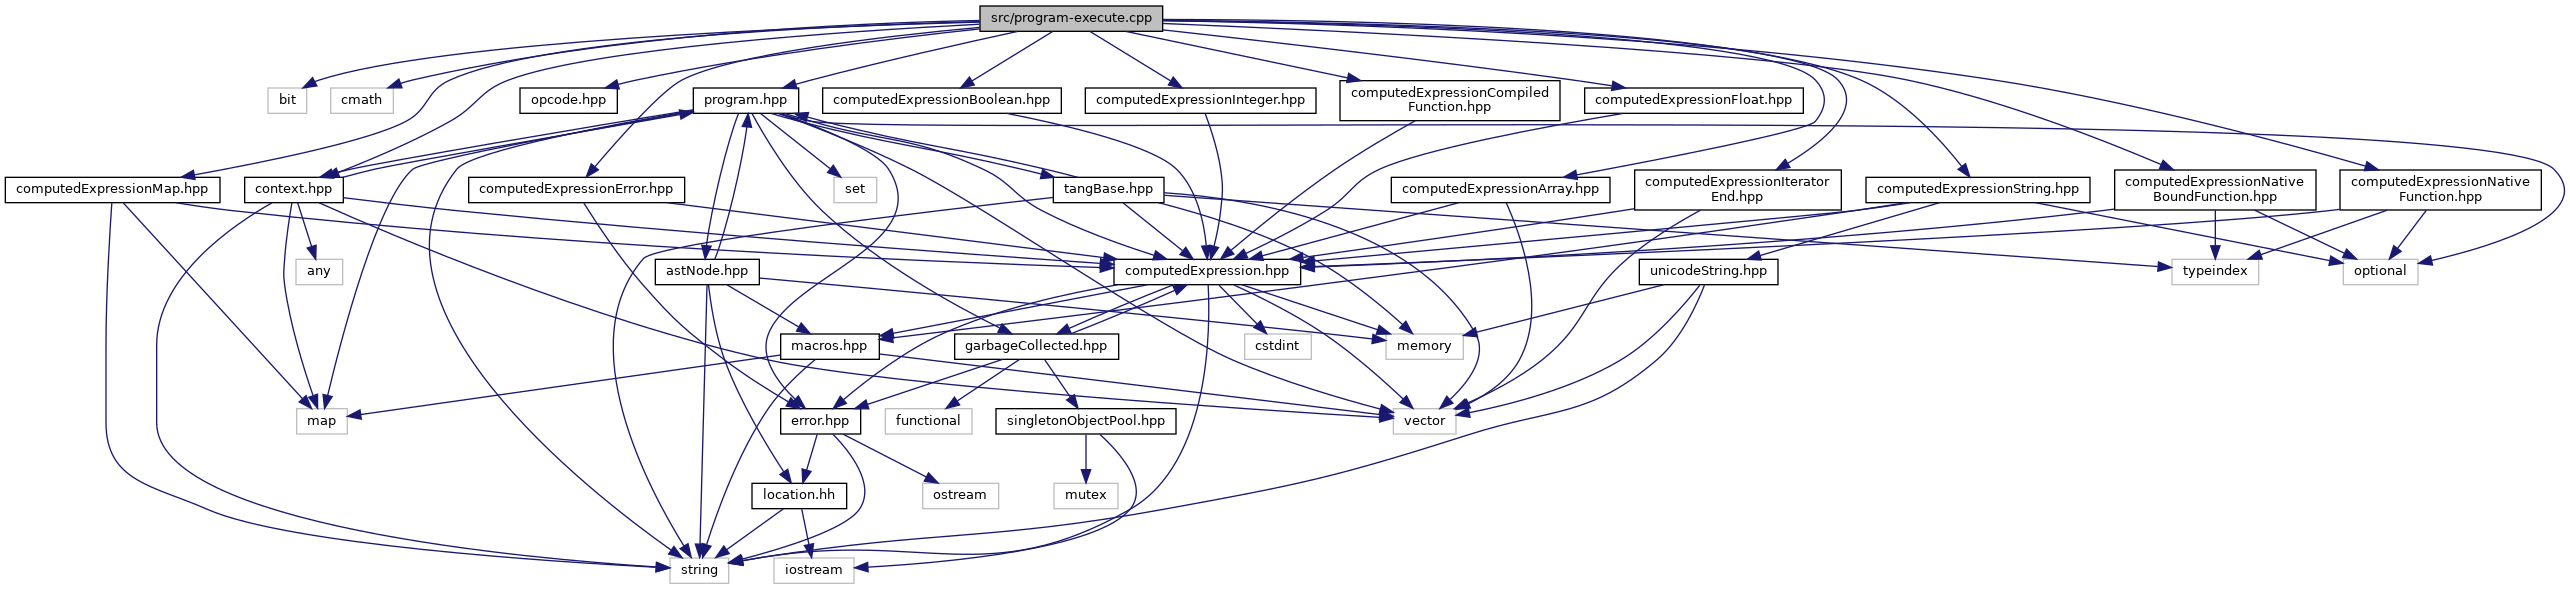 src/program-execute.cpp
bit
cmath
opcode.hpp
program.hpp
computedExpressionBoolean.hpp
computedExpressionInteger.hpp
computedExpressionCompiled
Function.hpp
computedExpressionFloat.hpp
computedExpressionMap.hpp
context.hpp
computedExpressionError.hpp
set
tangBase.hpp
computedExpressionArray.hpp
computedExpressionIterator
End.hpp
computedExpressionString.hpp
computedExpressionNative
BoundFunction.hpp
computedExpressionNative
Function.hpp
any
astNode.hpp
computedExpression.hpp
unicodeString.hpp
typeindex
optional
macros.hpp
garbageCollected.hpp
cstdint
memory
map
error.hpp
functional
singletonObjectPool.hpp
vector
location.hh
ostream
mutex
string
iostream